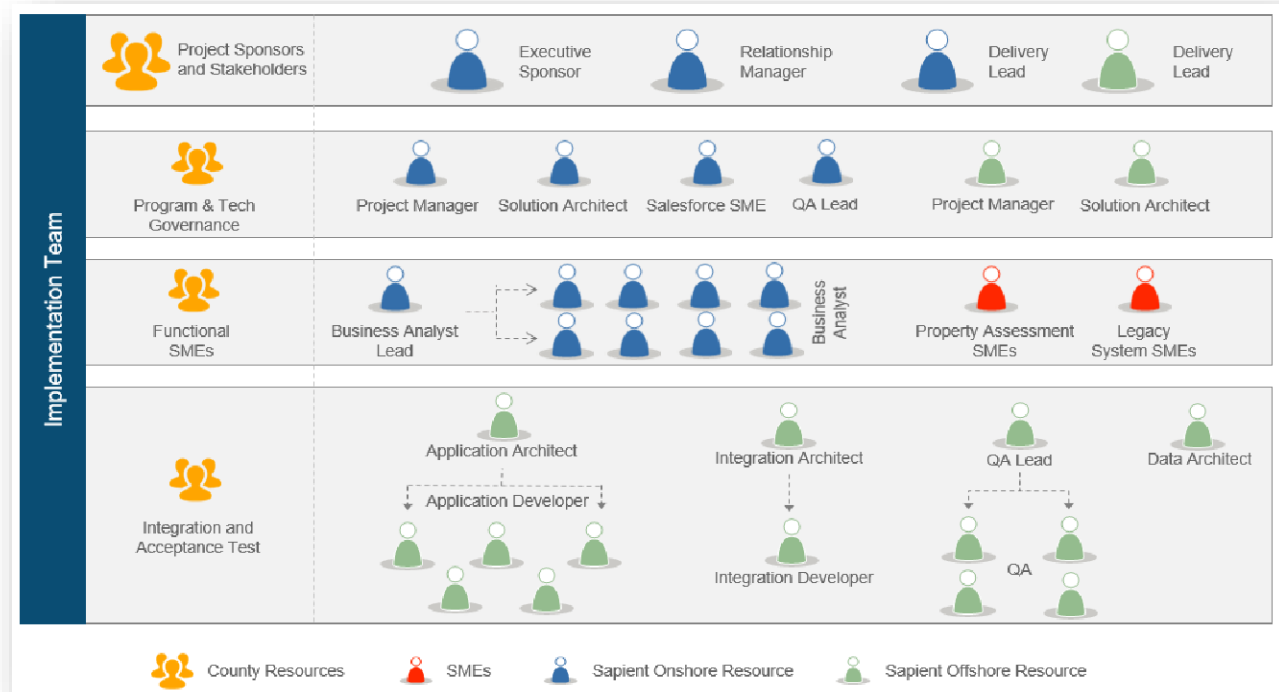 Implementation Team
Project Sponsors
and Stakeholders
Executive
Sponsor
Relationship
Manager
Delivery
Lead
Delivery
Lead
Program & Tech
Governance
Project Manager
Solution Architect
Salesforce SME
QA Lead
Project Manager
Solution Architect
Functional
SMEs
Business Analyst
Lead
Business
Analyst
Property Assessment
SMEs
Legacy
System SMEs
Integration and
Acceptance Test
Application Architect
Application Developer
Integration Architect
Integration Developer
QA Lead
QA
Data Architect
County Resources
SMEs
Sapient Onshore Resource
Sapient Offshore Resource